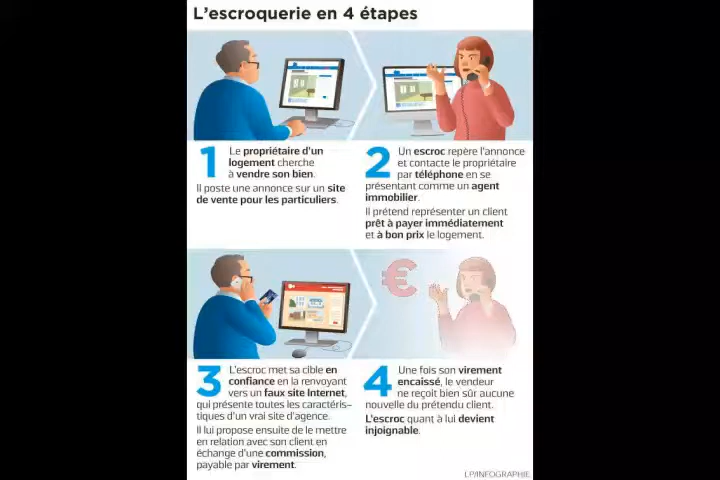 L'escroquerie en 4 étapes
1 Le propriétaire d'un
logement cherche
à vendre son bien.
Il poste une annonce sur un site
de vente pour les particuliers.
2 Un escroc repère l'annonce
et contacte le propriétaire
par téléphone en se
présentant comme un agent
immobilier.
Il prétend représenter un client
prêt à payer immédiatement
et à bon prix le logement.
3 L'escroc met sa cible en
confiance en la renvoyant
vers un faux site Internet,
qui présente toutes les caractéris-
tiques d'un vrai site d'agence.
Il lui propose ensuite de le mettre
en relation avec son client en
échange d'une commission,
payable par virement.
€
4 Une fois son virement
encaissé, le vendeur
ne reçoit bien sûr aucune
nouvelle du prétendu client.
L'escroc quant à lui devient
injoignable.
LP/INFOGRAPHIE